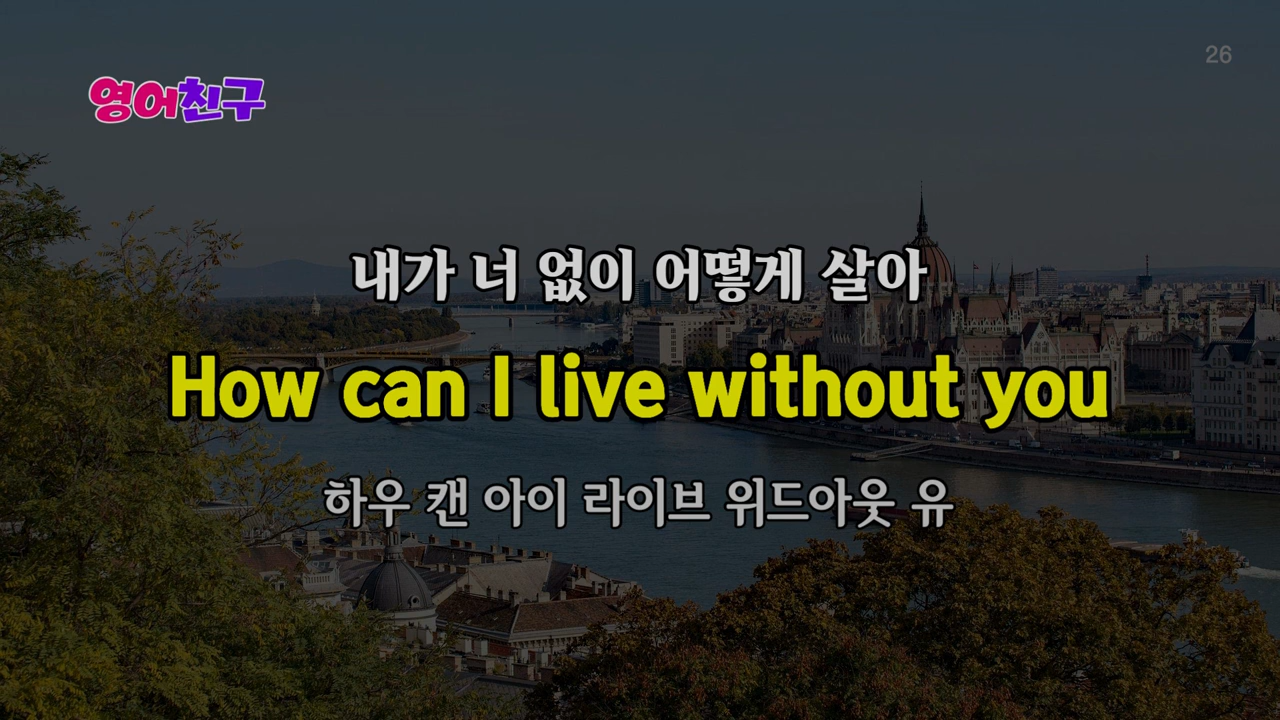 26
영어친구
내가 너 없이 어떻게 살아
How can I live without you
하우 캔 아이 라이브 위드아웃 유